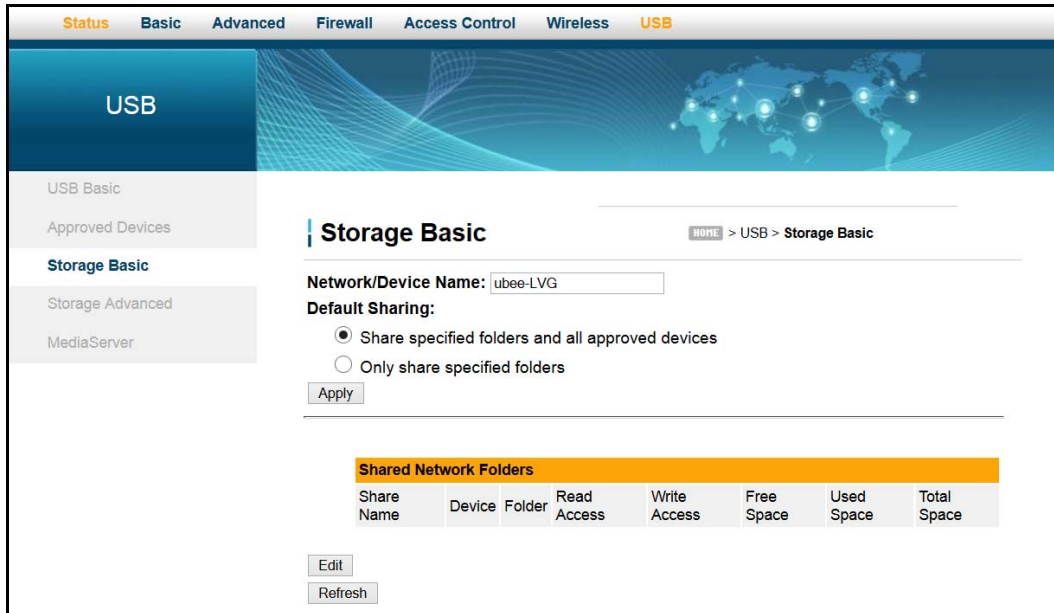 Status Basic Advanced Firewall Access Control Wireless USB
USB
USB Basic
Approved Devices
Storage Basic
Storage Advanced
MediaServer
Storage Basic
HOME > USB > Storage Basic
Network/Device Name: ubee-LVG
Default Sharing:
Share specified folders and all approved devices
Only share specified folders
Apply
Shared Network Folders
Share Name Device Folder Read Access Write Access Free Space Used Space Total Space
Edit
Refresh